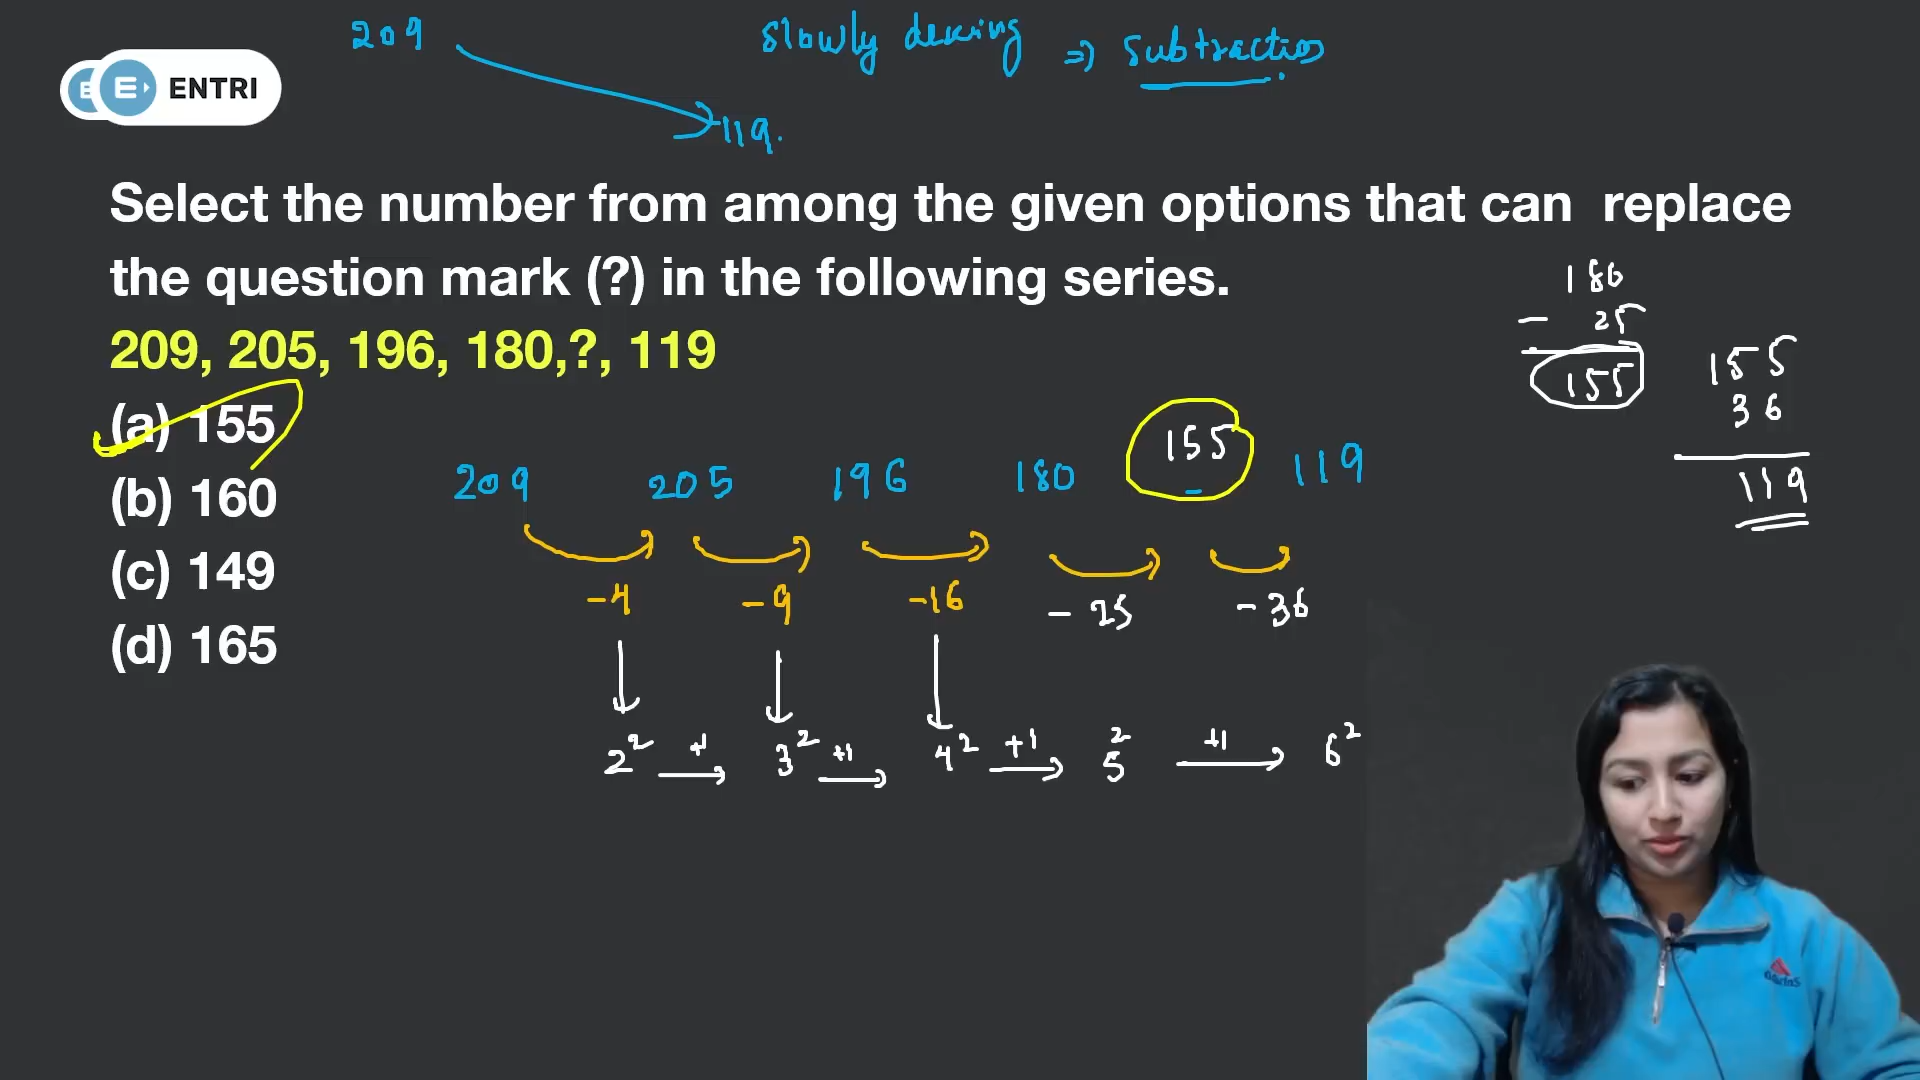 209
slowly
⇒ subtraction
119.
ENTRI
Select the number from among the given options that can replace
the question mark (?) in the following series.
209, 205, 196, 180,?, 119
(a) 155
(b) 160
(c) 149
(d) 165
180
- 25
155
155
36
119
209 205 196 180 155 119
-4 -9 -16 -25 -36
2² +1 3² +1 4² +1 5² +1 6²